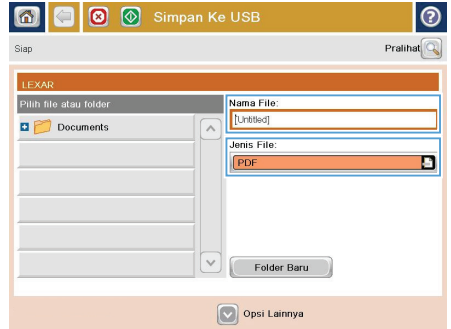 Simpan Ke USB
Siap
Pralihat
LEXAR
Pilih file atau folder
Documents
Nama File:
[Untitled]
Jenis File:
PDF
Folder Baru
Opsi Lainnya